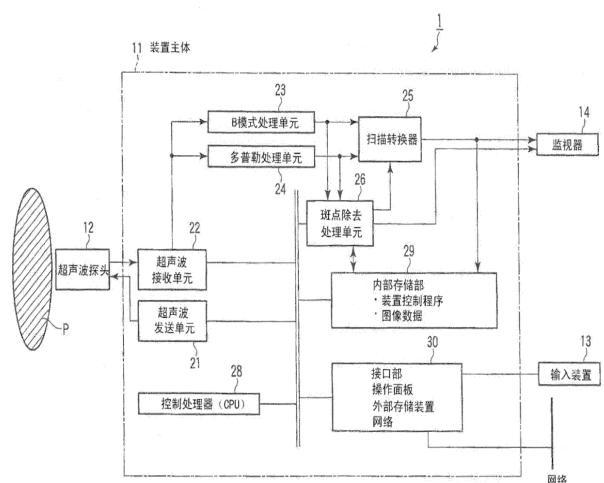 1
11 装置主体
23
B模式处理单元
多普勒处理单元
24
25
扫描转换器
14
监视器
26
斑点除去
处理单元
12
超声波探头
22
超声波
接收单元
超声波
发送单元
21
P
29
内部存储部
·装置控制程序
·图像数据
28
控制处理器(CPU)
30
接口部
操作面板
外部存储装置
网络
13
输入装置
网络